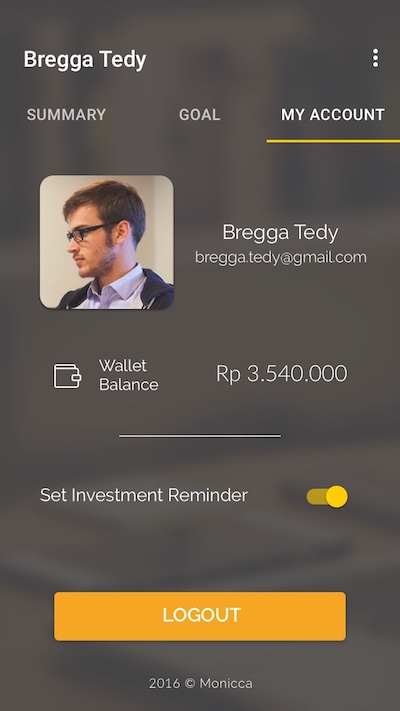 Bregga Tedy
SUMMARY GOAL MY ACCOUNT
Bregga Tedy
bregga.tedy@gmail.com
Wallet
Balance
Rp 3.540.000
Set Investment Reminder
LOGOUT
2016 © Monicca